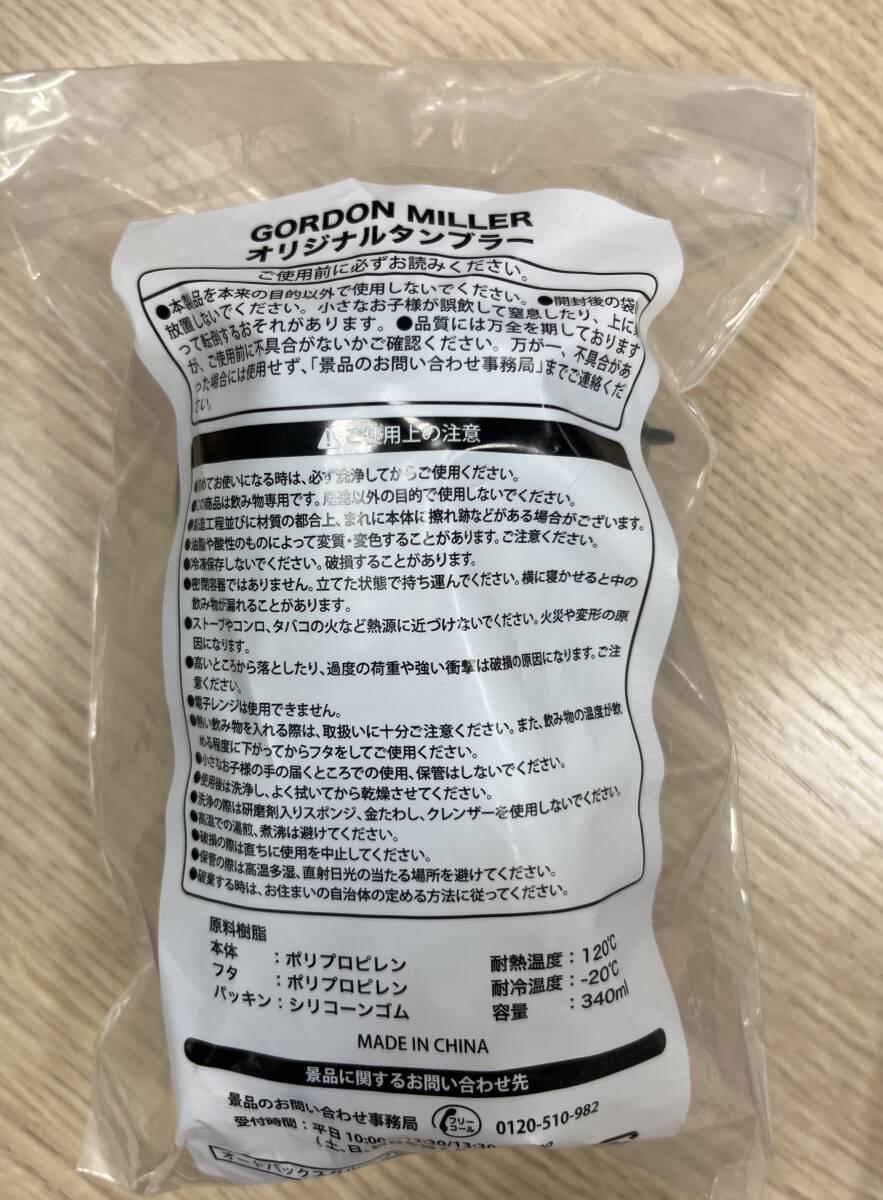 GORDON MILLER
オリジナルタンブラー
ご使用前に必ずお読みください。
●本製品を本来の目的以外で使用しないでください。●開封後の袋
放置しないでください。小さなお子様が誤飲して窒息したり、上に
って転倒するおそれがあります。●品質には万全を期しております
が、ご使用前に不具合がないかご確認ください。万が一、不具合があ
った場合には使用せず、「景品のお問い合わせ事務局」までご連絡くだ
さい。
ご使用上の注意
●初めてお使いになる時は、必ず洗浄してからご使用ください。
●この商品は飲み物専用です。用途以外の目的で使用しないでください。
●製造工程並びに材質の都合上、まれに本体に擦れ跡などがある場合がございます。
●油脂や酸性のものによって変質・変色することがあります。ご注意ください。
●冷凍保存しないでください。破損することがあります。
●密閉容器ではありません。立てた状態で持ち運んでください。横に寝かせると中の
飲み物が漏れることがあります。
●ストーブやコンロ、タバコの火など熱源に近づけないでください。火災や変形の原
因になります。
●高いところから落としたり、過度の荷重や強い衝撃は破損の原因になります。ご注
意ください。
●電子レンジは使用できません。
●熱い飲み物を入れる際は、取扱いに十分ご注意ください。また、飲み物の温度が飲
める程度に下がってからフタをしてご使用ください。
●小さなお子様の手の届くところでの使用、保管はしないでください。
●使用後は洗浄し、よく拭いてから乾燥させてください。
●洗浄の際は研磨剤入りスポンジ、金たわし、クレンザーを使用しないでください。
●高温での湯煎、煮沸は避けてください。
●破損の際は直ちに使用を中止してください。
●保管の際は高温多湿、直射日光の当たる場所を避けてください。
●破棄する時は、お住まいの自治体の定める方法に従ってください。
原料樹脂
本体 : ポリプロピレン 耐熱温度 : 120℃
フタ : ポリプロピレン 耐冷温度 : -20℃
パッキン : シリコーンゴム 容量 : 340ml
MADE IN CHINA
景品に関するお問い合わせ先
景品のお問い合わせ事務局 フリーコール 0120-510-982
受付時間 : 平日 10:00
(土、日、
オートバックス